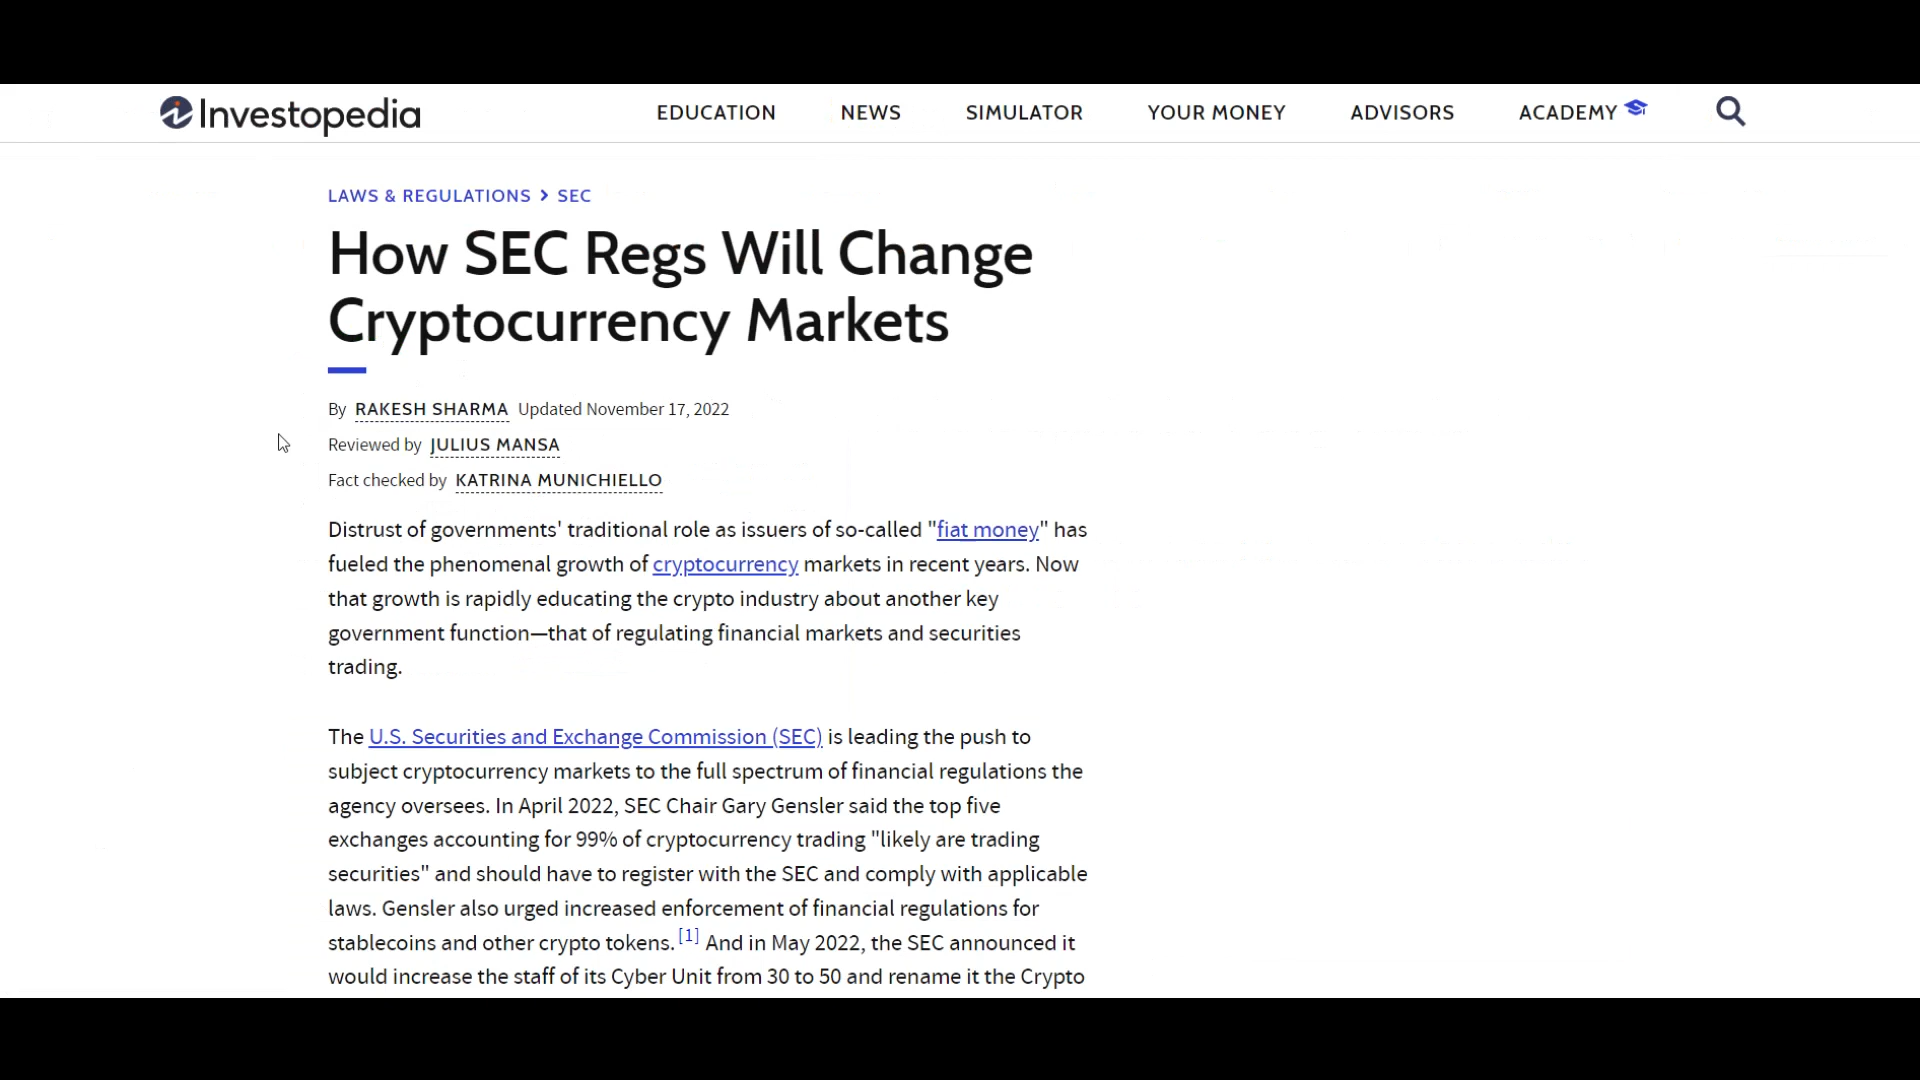 Investopedia
EDUCATION NEWS SIMULATOR YOUR MONEY ADVISORS ACADEMY
LAWS & REGULATIONS > SEC
How SEC Regs Will Change
Cryptocurrency Markets
By RAKESH SHARMA Updated November 17, 2022
Reviewed by JULIUS MANSA
Fact checked by KATRINA MUNICHIELLO
Distrust of governments' traditional role as issuers of so-called "fiat money" has
fueled the phenomenal growth of cryptocurrency markets in recent years. Now
that growth is rapidly educating the crypto industry about another key
government function—that of regulating financial markets and securities
trading.
The U.S. Securities and Exchange Commission (SEC) is leading the push to
subject cryptocurrency markets to the full spectrum of financial regulations the
agency oversees. In April 2022, SEC Chair Gary Gensler said the top five
exchanges accounting for 99% of cryptocurrency trading "likely are trading
securities" and should have to register with the SEC and comply with applicable
laws. Gensler also urged increased enforcement of financial regulations for
stablecoins and other crypto tokens.[1] And in May 2022, the SEC announced it
would increase the staff of its Cyber Unit from 30 to 50 and rename it the Crypto